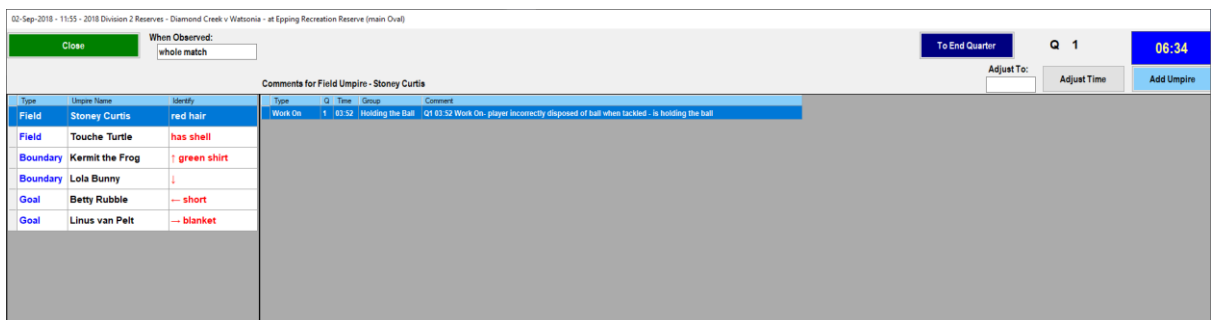 02-Sep-2018 - 11:55 - 2018 Division 2 Reserves - Diamond Creek v Watsonia - at Epping Recreation Reserve (main Oval)
Close
When Observed:
whole match
To End Quarter
Q 1
06:34
Adjust To:
Adjust Time
Add Umpire
Comments for Field Umpire - Stoney Curtis
Type Umpire Name Identify
Field Stoney Curtis red hair
Field Touche Turtle has shell
Boundary Kermit the Frog ↑ green shirt
Boundary Lola Bunny ↓
Goal Betty Rubble ← short
Goal Linus van Pelt → blanket
Type Q Time Group Comment
Work On 1 03:52 Holding the Ball Q1 03:52 Work On- player incorrectly disposed of ball when tackled - is holding the ball